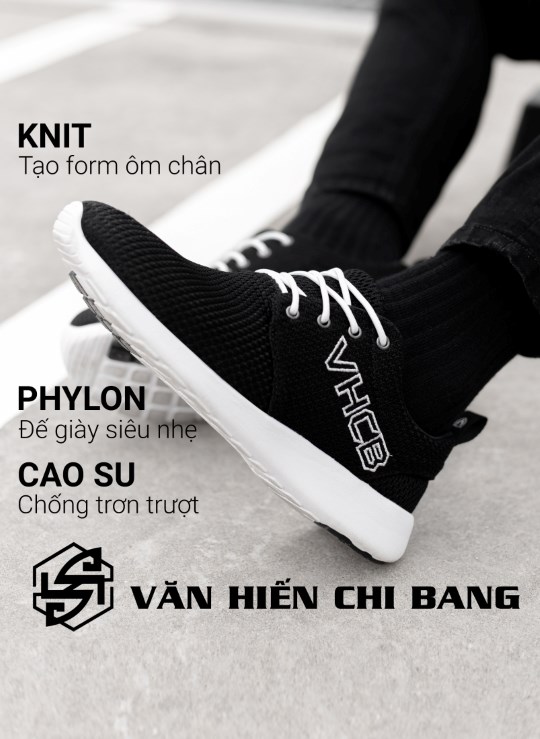 KNIT
Tạo form ôm chân
VHCB
PHYLON
Đế giày siêu nhẹ
CAO SU
Chống trơn trượt
VĂN HIẾN CHI BANG